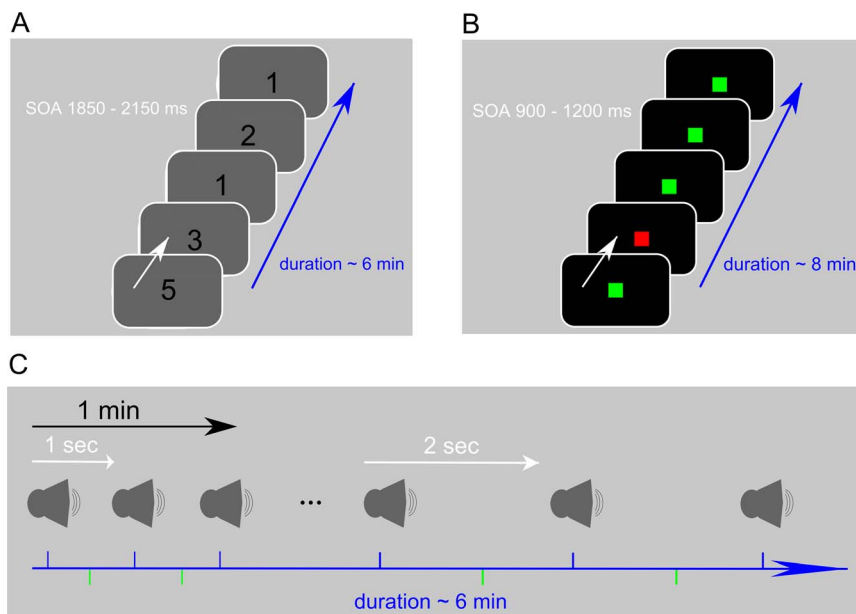 A
SOA 1850 - 2150 ms
1
2
1
3
5
duration ~ 6 min
B
SOA 900 - 1200 ms
duration ~ 8 min
C
1 min
1 sec
2 sec
...
duration ~ 6 min